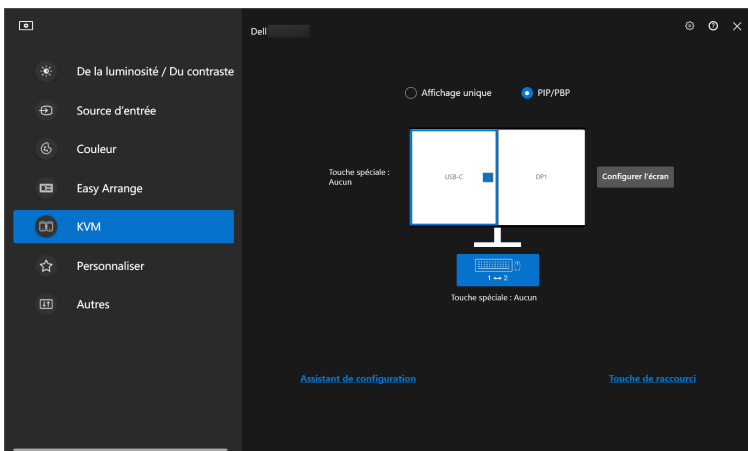 Dell
De la luminosité / Du contraste
Source d'entrée
Couleur
Easy Arrange
KVM
Personnaliser
Autres
Affichage unique
PIP/PBP
Touche spéciale :
Aucun
USB-C
DP1
Configurer l'écran
1 ↔ 2
Touche spéciale : Aucun
Assistant de configuration
Touche de raccourci